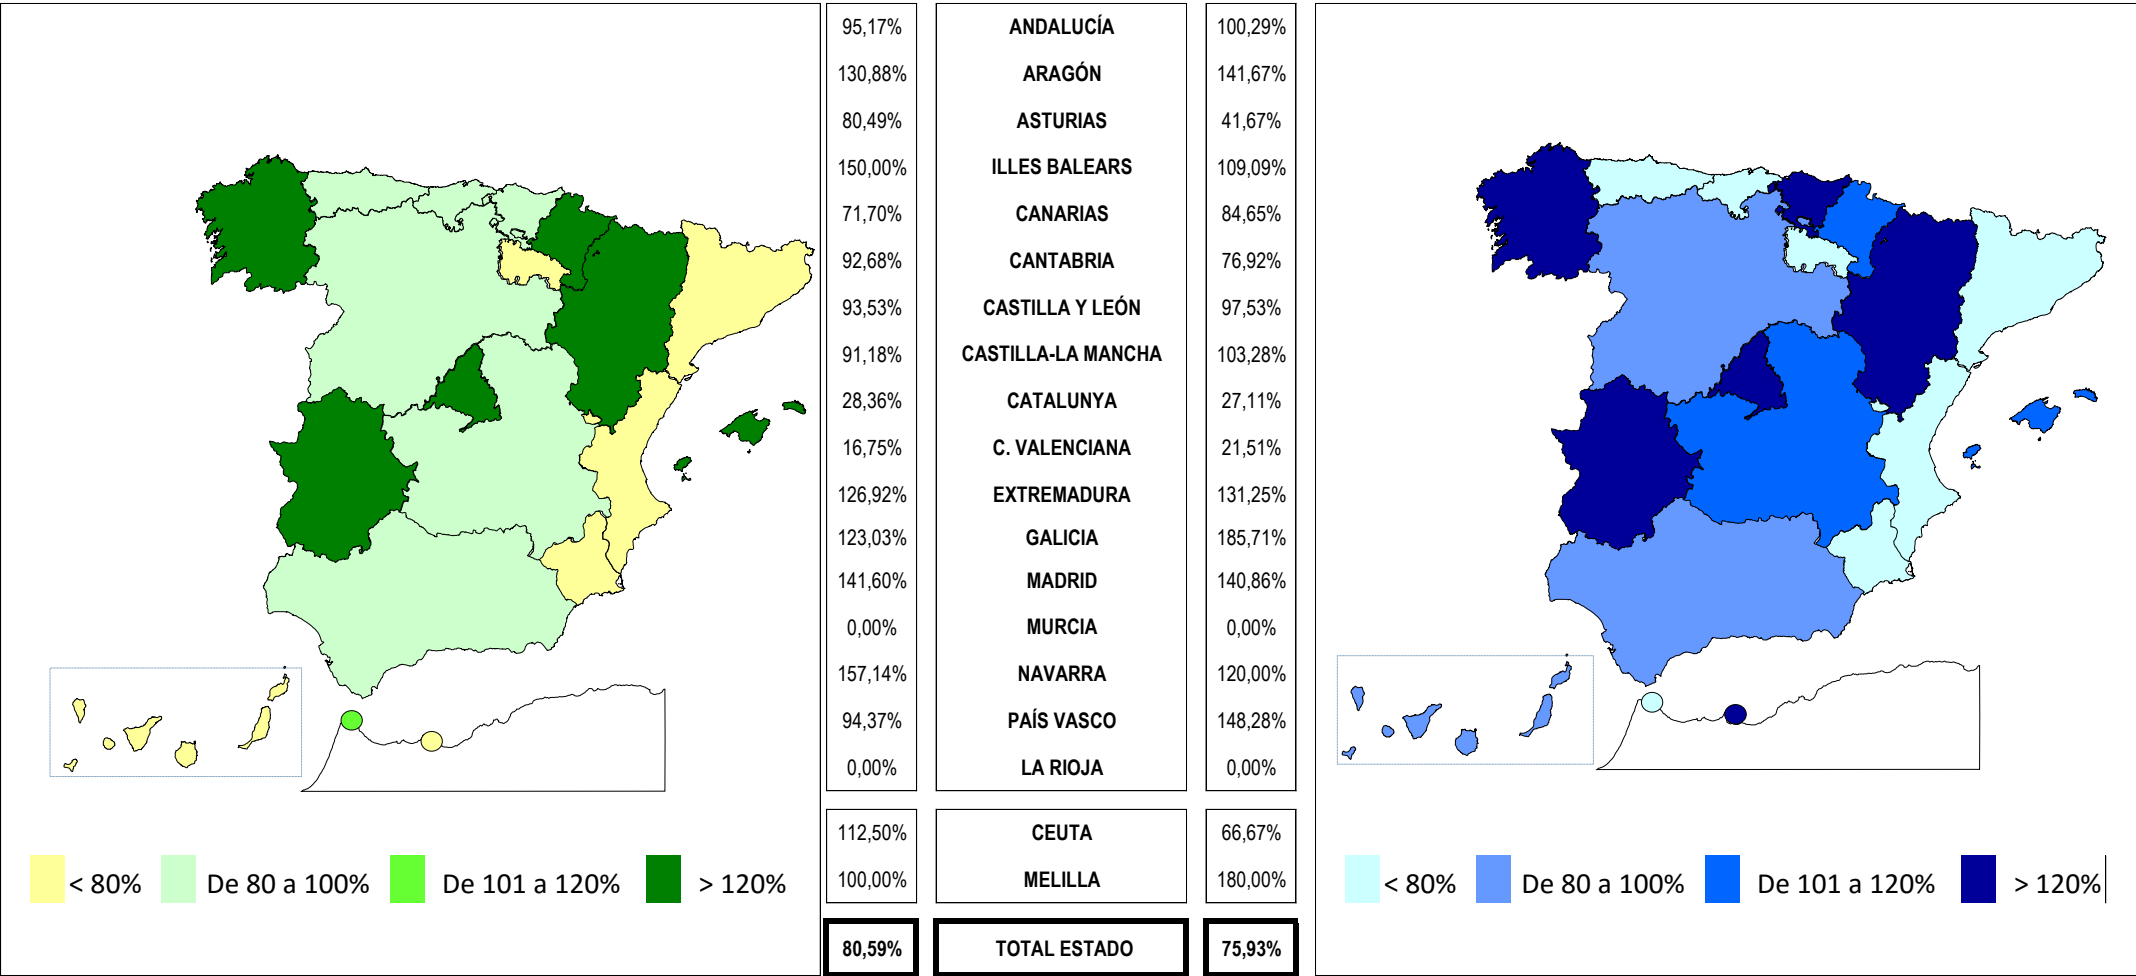 95,17% ANDALUCÍA 100,29%
130,88% ARAGÓN 141,67%
80,49% ASTURIAS 41,67%
150,00% ILLES BALEARS 109,09%
71,70% CANARIAS 84,65%
92,68% CANTABRIA 76,92%
93,53% CASTILLA Y LEÓN 97,53%
91,18% CASTILLA-LA MANCHA 103,28%
28,36% CATALUNYA 27,11%
16,75% C. VALENCIANA 21,51%
126,92% EXTREMADURA 131,25%
123,03% GALICIA 185,71%
141,60% MADRID 140,86%
0,00% MURCIA 0,00%
157,14% NAVARRA 120,00%
94,37% PAÍS VASCO 148,28%
0,00% LA RIOJA 0,00%
112,50% CEUTA 66,67%
100,00% MELILLA 180,00%
80,59% TOTAL ESTADO 75,93%
< 80% De 80 a 100% De 101 a 120% > 120%
< 80% De 80 a 100% De 101 a 120% > 120%